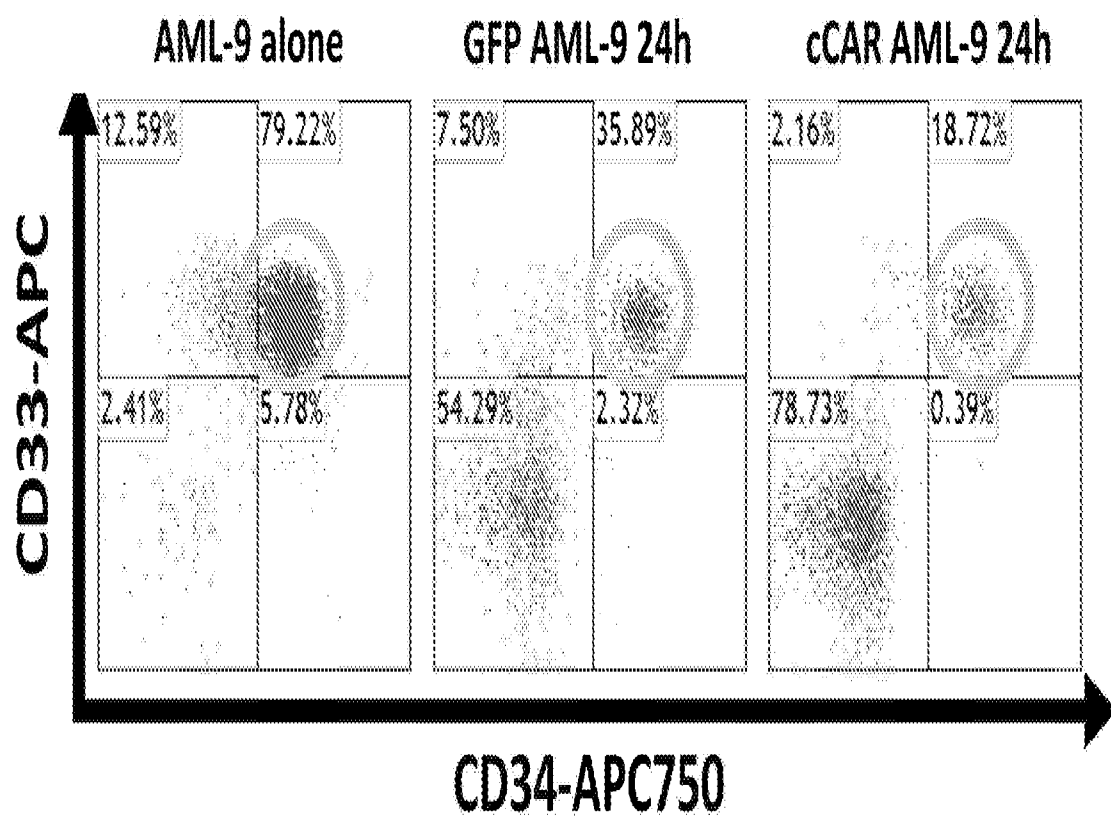 AML-9 alone
GFP AML-9 24h
cCAR AML-9 24h
12.59%
79.22%
7.50%
35.89%
2.16%
18.72%
CD33-APC
2.41%
5.78%
54.29%
2.32%
78.73%
0.39%
CD34-APC750